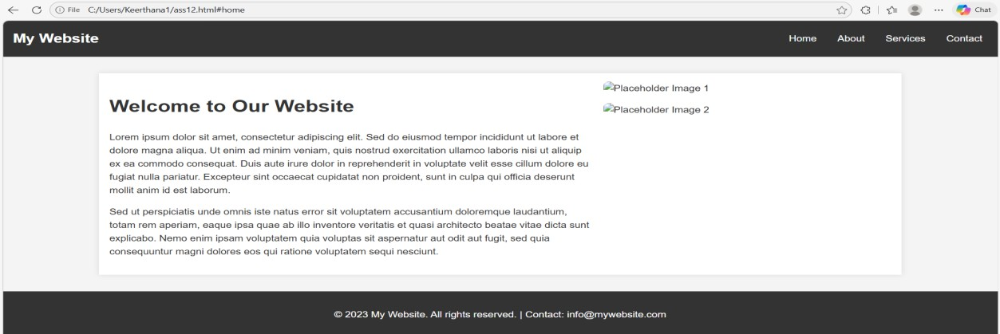 File C:/Users/Keerthana1/ass12.html#home
Chat
My Website
Home About Services Contact
Welcome to Our Website
Lorem ipsum dolor sit amet, consectetur adipiscing elit. Sed do eiusmod tempor incididunt ut labore et
dolore magna aliqua. Ut enim ad minim veniam, quis nostrud exercitation ullamco laboris nisi ut aliquip
ex ea commodo consequat. Duis aute irure dolor in reprehenderit in voluptate velit esse cillum dolore eu
fugiat nulla pariatur. Excepteur sint occaecat cupidatat non proident, sunt in culpa qui officia deserunt
mollit anim id est laborum.
Sed ut perspiciatis unde omnis iste natus error sit voluptatem accusantium doloremque laudantium,
totam rem aperiam, eaque ipsa quae ab illo inventore veritatis et quasi architecto beatae vitae dicta sunt
explicabo. Nemo enim ipsam voluptatem quia voluptas sit aspernatur aut odit aut fugit, sed quia
consequuntur magni dolores eos qui ratione voluptatem sequi nesciunt.
Placeholder Image 1
Placeholder Image 2
© 2023 My Website. All rights reserved. | Contact: info@mywebsite.com